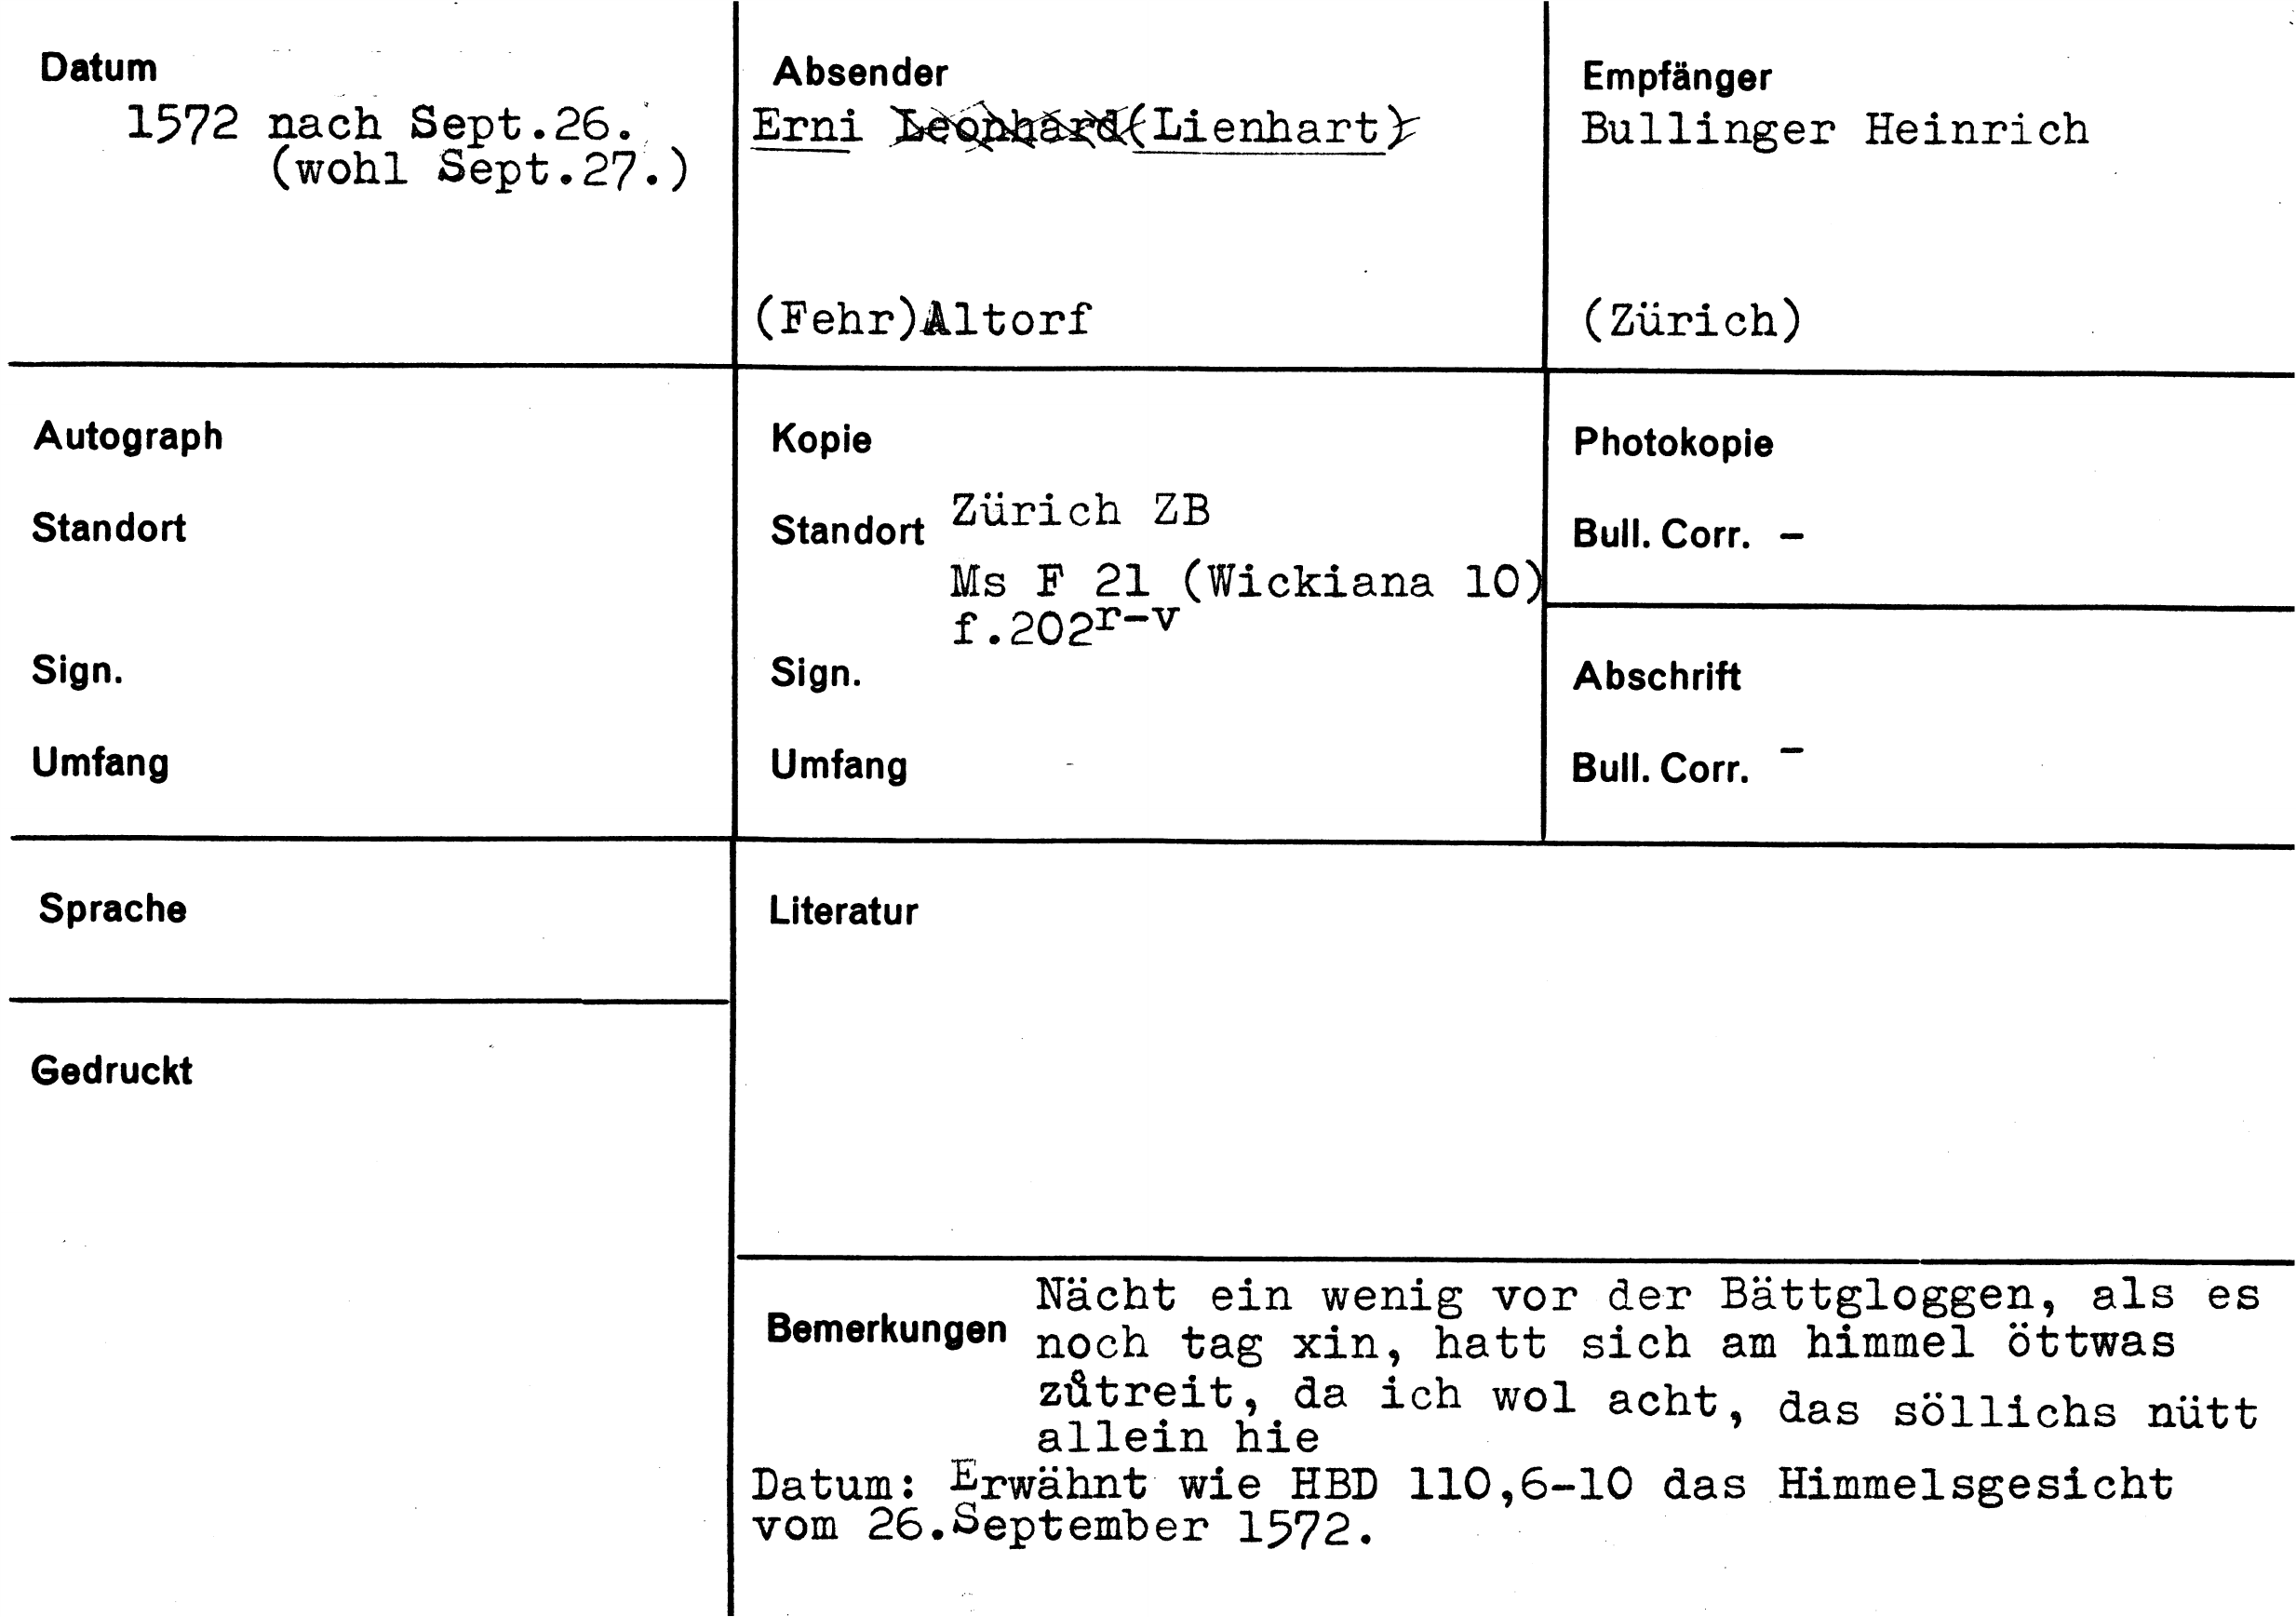 Datum
1572 nach Sept.26.
(wohl Sept.27.)
Absender
Erni Leonhard(Lienhart)
(Fehr)Altorf
Empfänger
Bullinger Heinrich
(Zürich)
Autograph
Standort
Sign.
Umfang
Kopie
Standort Zürich ZB
Ms F 21 (Wickiana 10)
f.202r-v
Sign.
Umfang
Photokopie
Bull. Corr. –
Abschrift
Bull. Corr. –
Sprache
Literatur
Gedruckt
Bemerkungen
Nächt ein wenig vor der Bättgloggen, als es
noch tag xin, hatt sich am himmel öttwas
zůtreit, da ich wol acht, das söllichs nütt
allein hie
Datum: Erwähnt wie HBD 110,6-10 das Himmelsgesicht
vom 26.September 1572.